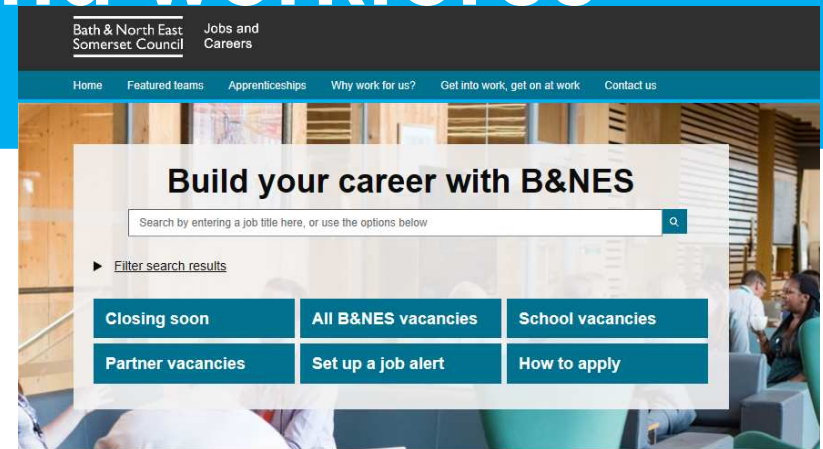 workforce
Bath & North East
Somerset Council
Jobs and
Careers
Home Featured teams Apprenticeships Why work for us? Get into work, get on at work Contact us
Build your career with B&NES
Search by entering a job title here, or use the options below
Filter search results
Closing soon
All B&NES vacancies
School vacancies
Partner vacancies
Set up a job alert
How to apply